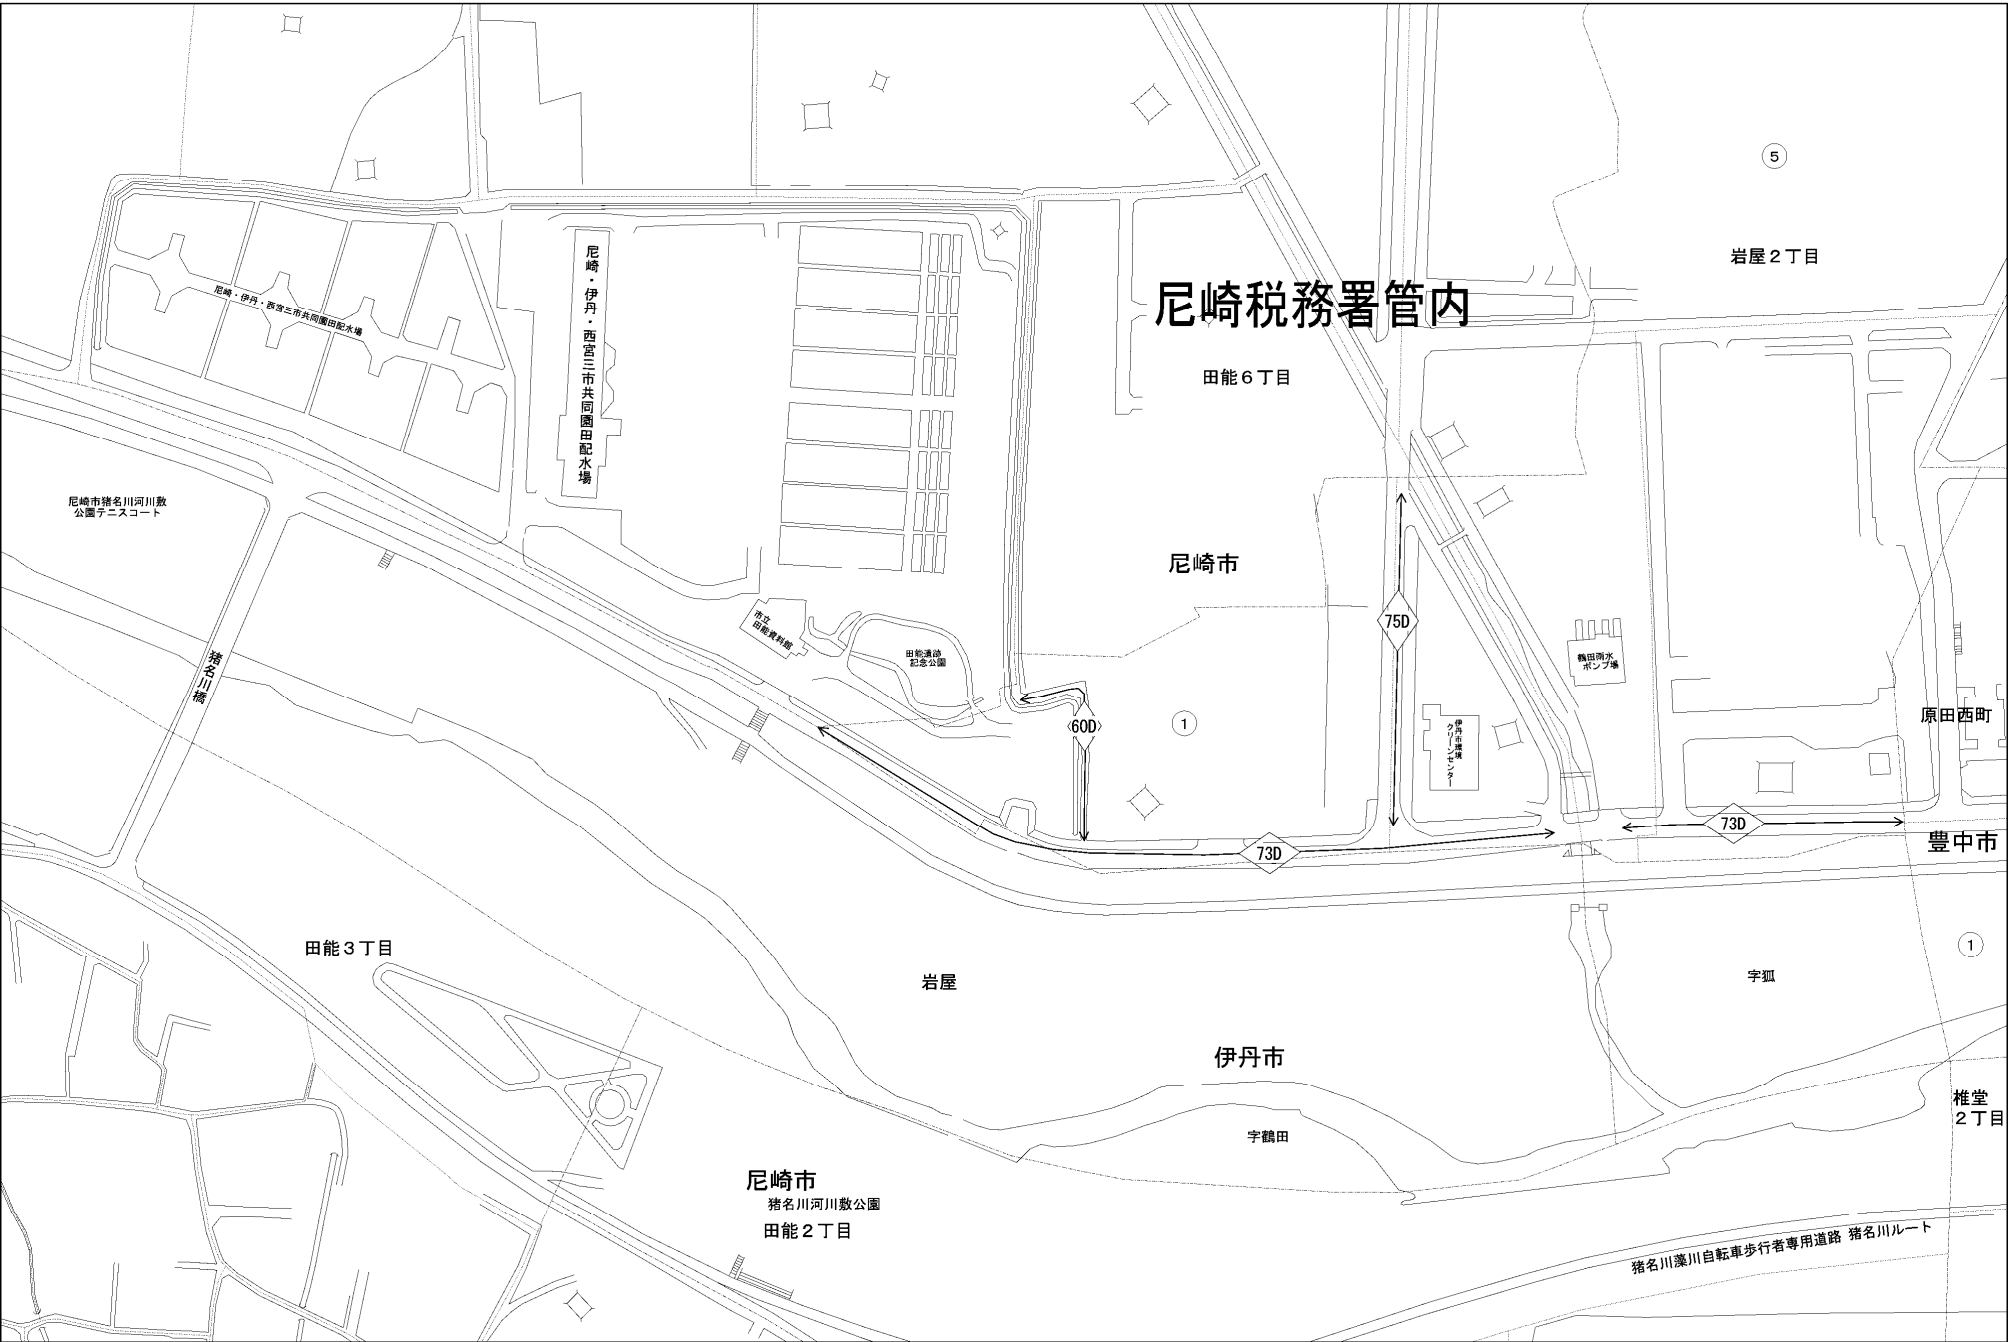 5
岩屋2丁目
尼崎・伊丹・西宮三市共同園田配水場
尼崎・伊丹・西宮三市共同園田配水場
尼崎税務署管内
田能6丁目
尼崎市猪名川河川敷
公園テニスコート
尼崎市
75D
市立
田能資料館
田能遺跡
記念公園
鶴田雨水
ポンプ場
猪名川橋
60D
1
伊丹市環境
クリーンセンター
原田西町
73D
73D
豊中市
田能3丁目
岩屋
字狐
1
伊丹市
字鶴田
椎堂
2丁目
尼崎市
猪名川河川敷公園
田能2丁目
猪名川藻川自転車歩行者専用道路 猪名川ルート